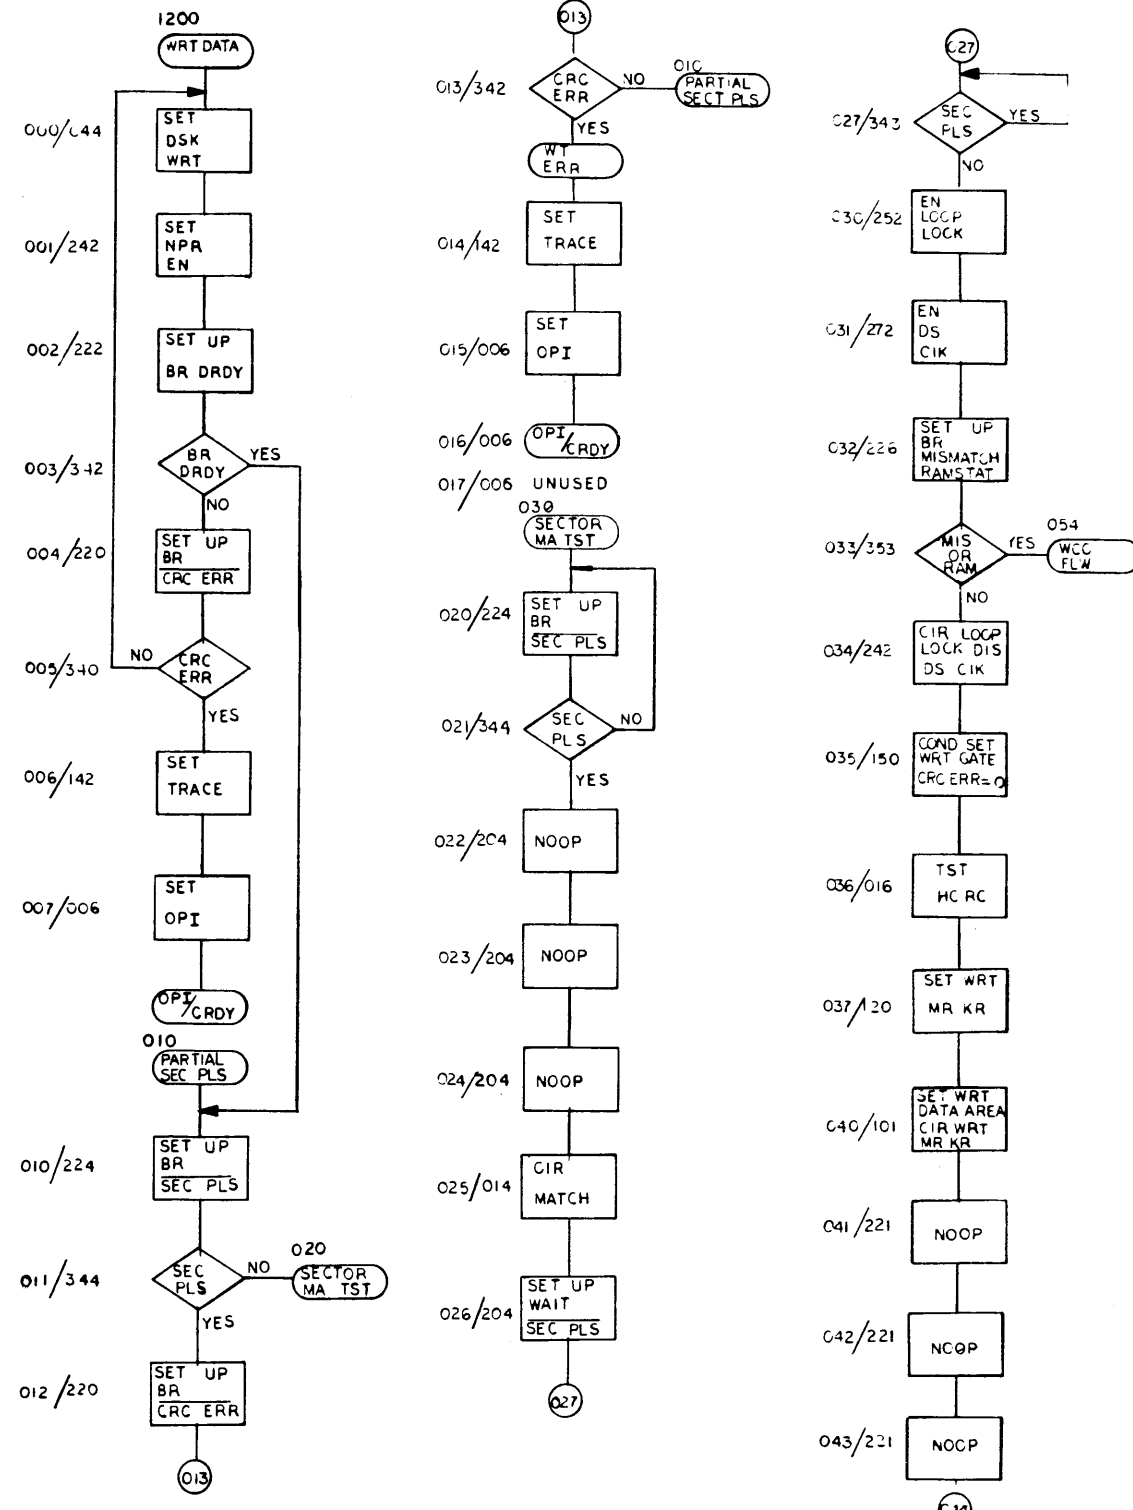 1200
WRT DATA
000/044
SET
DSK
WRT
001/242
SET
NPR
EN
002/222
SET UP
BR DRDY
003/342
BR
DRDY
YES
NO
004/220
SET UP
BR
CRC ERR
005/340
NO
CRC
ERR
YES
006/142
SET
TRACE
007/006
SET
OPI
OPI/CRDY
010
PARTIAL
SEC PLS
010/224
SET UP
BR
SEC PLS
011/344
SEC
PLS
NO
020
SECTOR
MA TST
YES
012/220
SET UP
BR
CRC ERR
013
013
013/342
CRC
ERR
NO
010
PARTIAL
SECT PLS
YES
WT
ERR
014/142
SET
TRACE
015/006
SET
OPI
016/006
OPI/CRDY
017/006 UNUSED
030
SECTOR
MA TST
020/224
SET UP
BR
SEC PLS
021/344
SEC
PLS
NO
YES
022/204
NOOP
023/204
NOOP
024/204
NOOP
025/014
CIR
MATCH
026/204
SET UP
WAIT
SEC PLS
027
027
027/343
SEC
PLS
YES
NO
030/252
EN
LOOP
LOCK
031/272
EN
DS
CIK
032/226
SET UP
BR
MISMATCH
RAMSTAT
033/353
MIS
OR
RAM
YES
054
WCC
FLW
NO
034/242
CIR LOOP
LOCK DIS
DS CIK
035/150
COND SET
WRT GATE
CRC ERR=0
036/016
TST
HCRC
037/120
SET WRT
MR KR
040/101
SET WRT
DATA AREA
CIR WRT
MR KR
041/221
NOOP
042/221
NOOP
043/221
NOOP